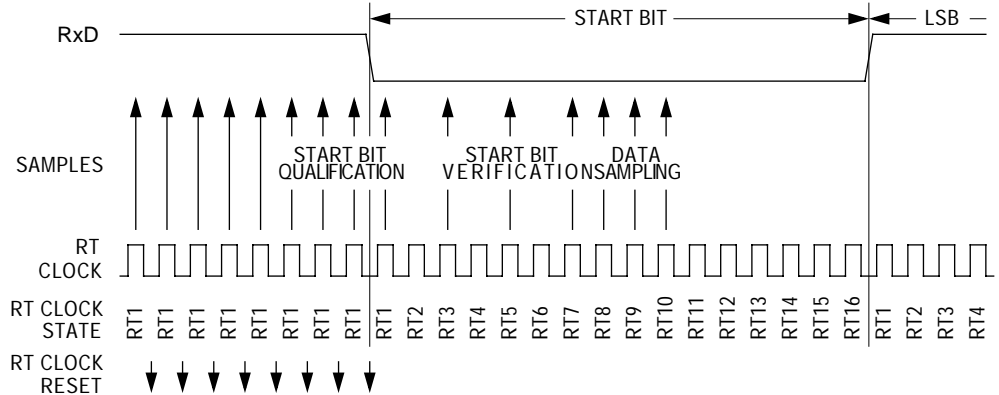 START BIT
LSB
RxD
SAMPLES
START BIT
QUALIFICATION
START BIT
VERIFICATION
DATA
SAMPLING
RT
CLOCK
RT CLOCK
STATE
RT1 RT1 RT1 RT1 RT1 RT1 RT1 RT1 RT1 RT2 RT3 RT4 RT5 RT6 RT7 RT8 RT9 RT10 RT11 RT12 RT13 RT14 RT15 RT16 RT1 RT2 RT3 RT4
RT CLOCK
RESET